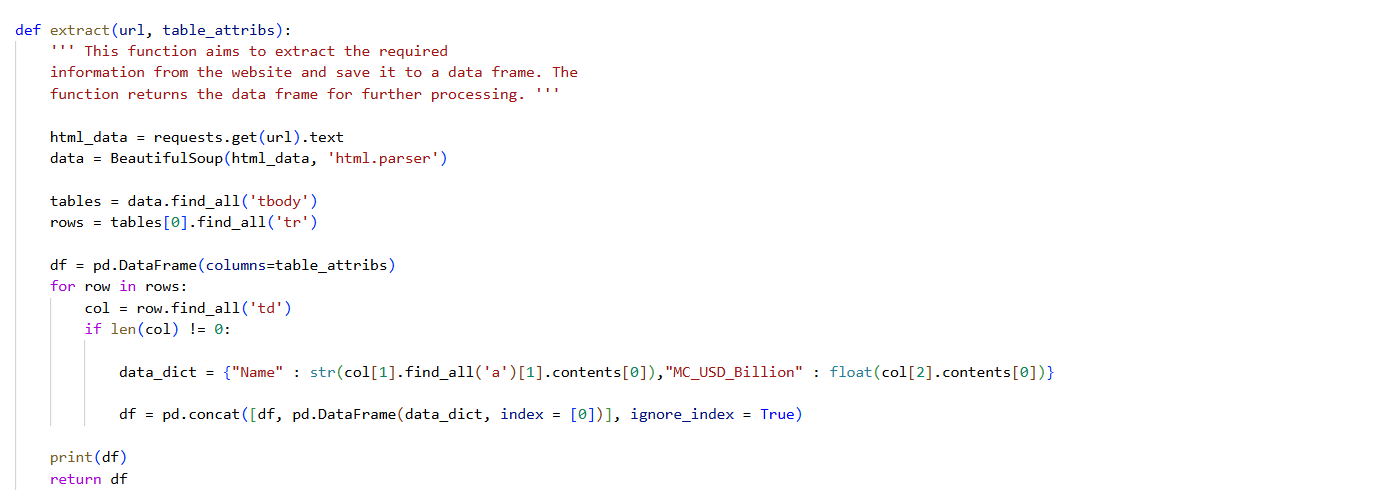 def extract(url, table_attribs):
    ''' This function aims to extract the required
    information from the website and save it to a data frame. The
    function returns the data frame for further processing. '''
    html_data = requests.get(url).text
    data = BeautifulSoup(html_data, 'html.parser')
    tables = data.find_all('tbody')
    rows = tables[0].find_all('tr')
    df = pd.DataFrame(columns=table_attribs)
    for row in rows:
        col = row.find_all('td')
        if len(col) != 0:
            data_dict = {"Name" : str(col[1].find_all('a')[1].contents[0]),"MC_USD_Billion" : float(col[2].contents[0])}
            df = pd.concat([df, pd.DataFrame(data_dict, index = [0])], ignore_index = True)
    print(df)
    return df